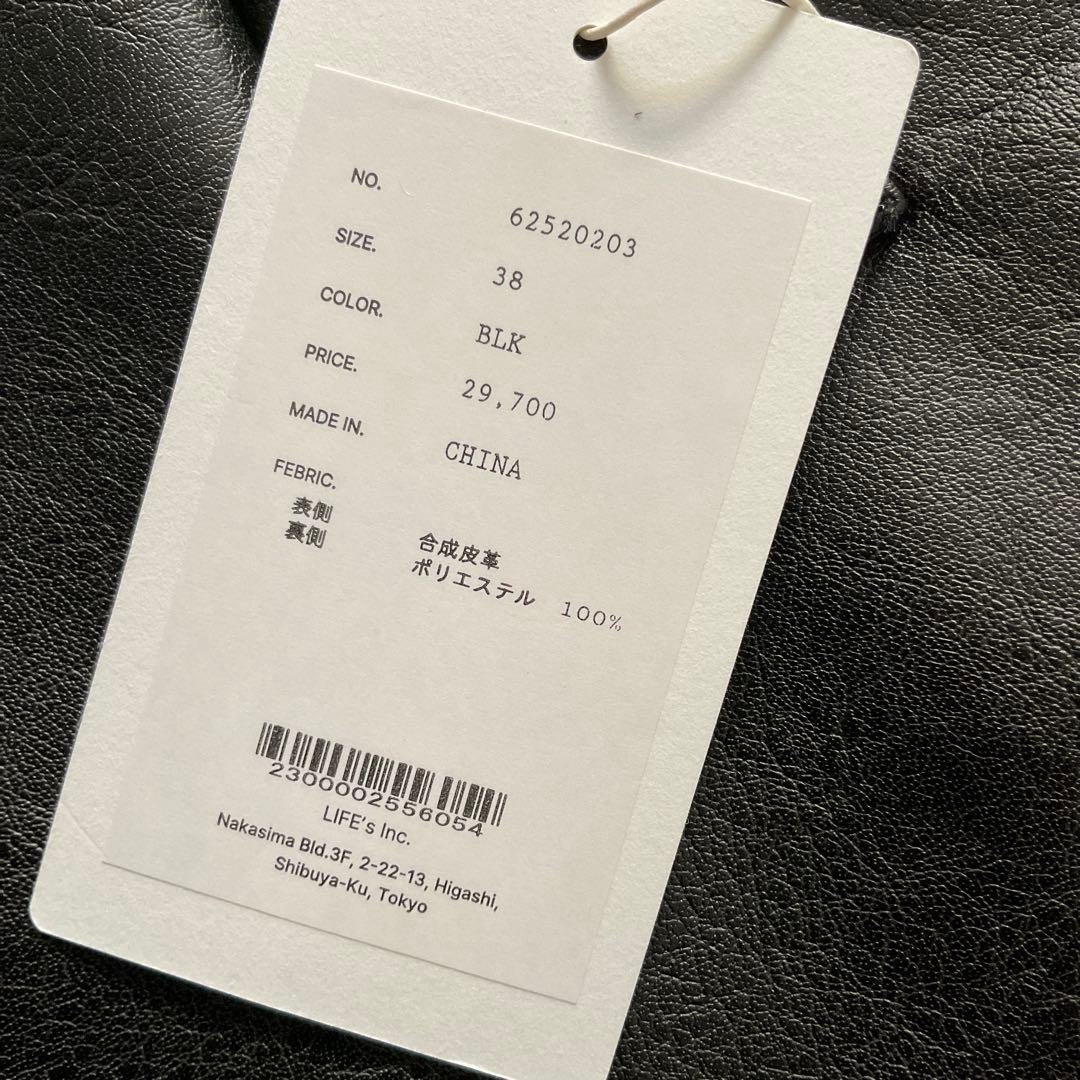 NO. 62520203
SIZE. 38
COLOR. BLK
PRICE. 29,700
MADE IN. CHINA
FEBRIC.
表側 合成皮革
裏側 ポリエステル 100%
2300002556054
LIFE's Inc.
Nakasima Bld.3F, 2-22-13, Higashi,
Shibuya-Ku, Tokyo